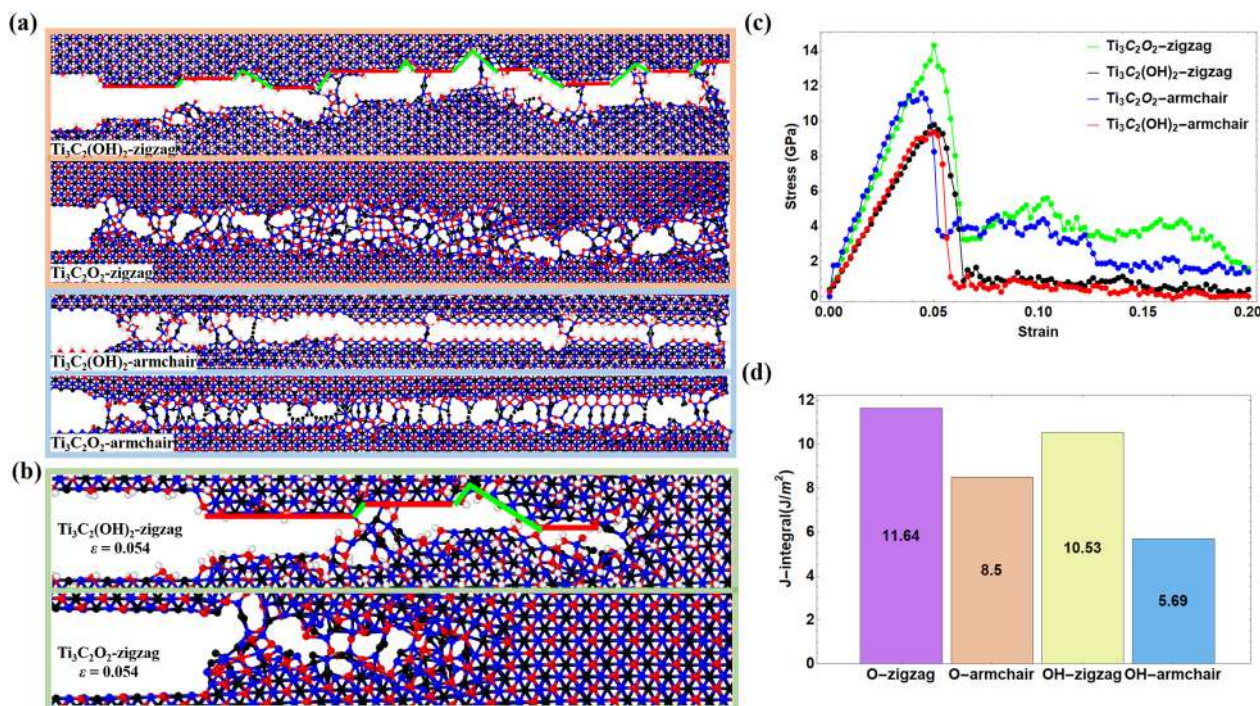 (a)
Ti₃C₂(OH)₂-zigzag
Ti₃C₂O₂-zigzag
Ti₃C₂(OH)₂-armchair
Ti₃C₂O₂-armchair
(b)
Ti₃C₂(OH)₂-zigzag
ε = 0.054
Ti₃C₂O₂-zigzag
ε = 0.054
(c)
Ti₃C₂O₂−zigzag
Ti₃C₂(OH)₂−zigzag
Ti₃C₂O₂−armchair
Ti₃C₂(OH)₂−armchair
Stress (GPa)
14
12
10
8
6
4
2
0
0.00
0.05
0.10
0.15
0.20
Strain
(d)
J−integral(J/m²)
12
10
8
6
4
2
0
11.64
8.5
10.53
5.69
O−zigzag
O−armchair
OH−zigzag
OH−armchair